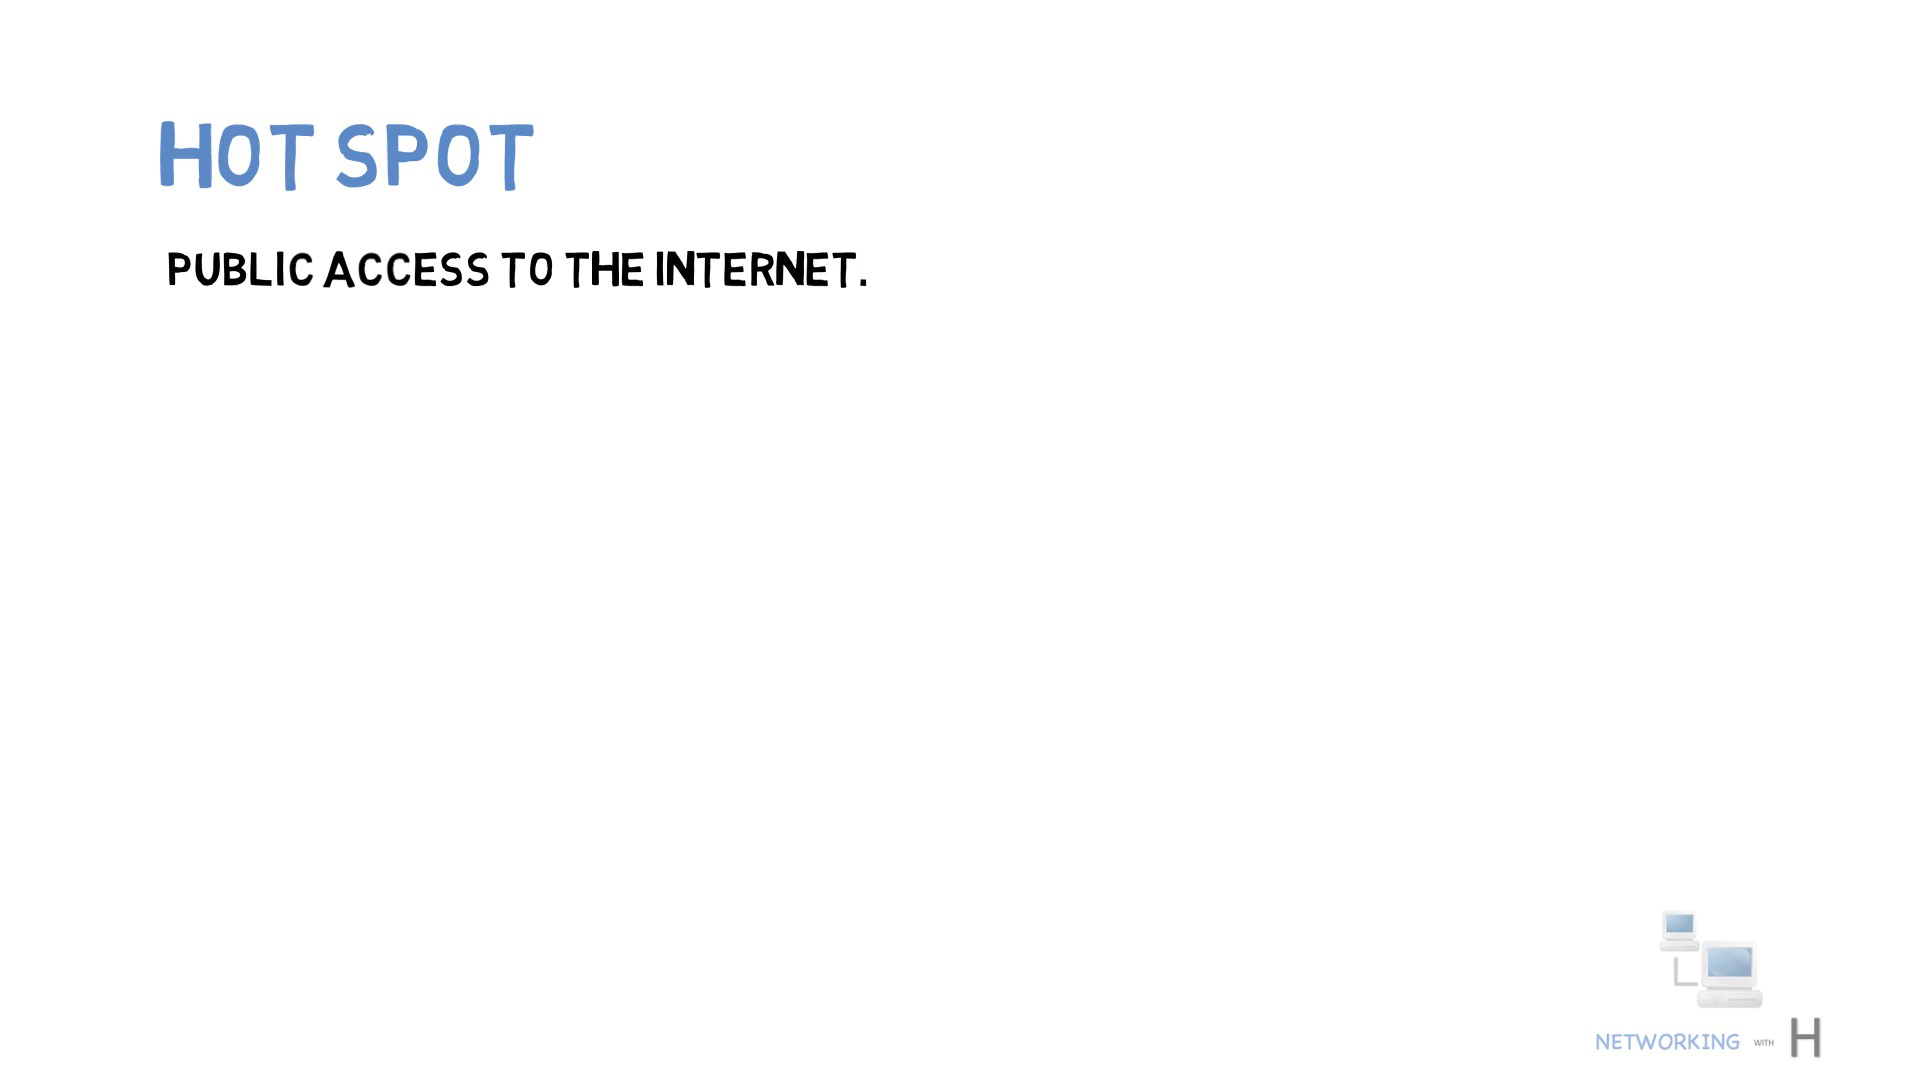 HOT SPOT
PUBLIC ACCESS TO THE INTERNET.
NETWORKING WITH H